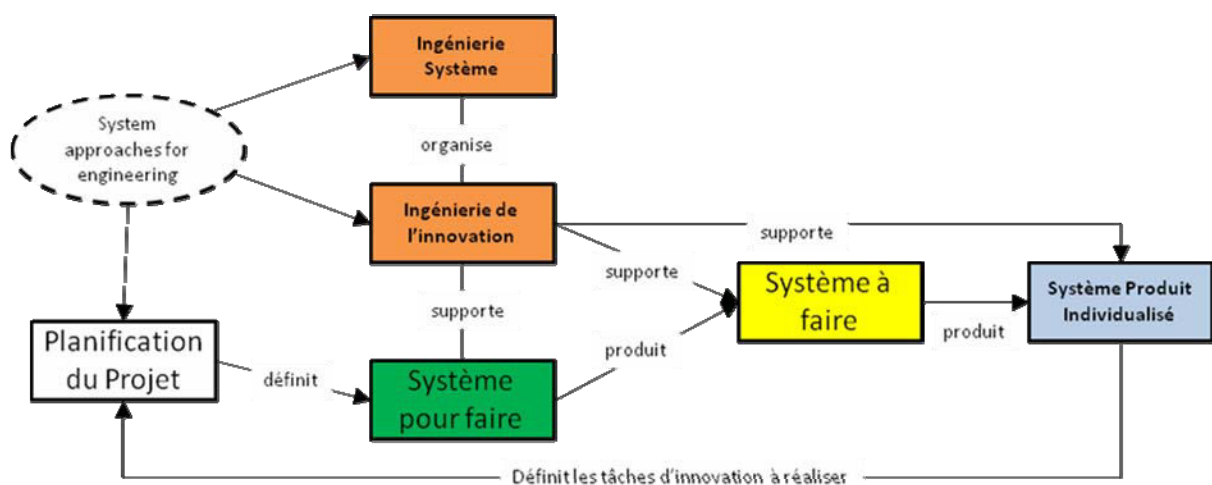 Ingénierie
Système
System
approaches for
engineering
organise
Ingénierie de
l'innovation
supporte
supporte
Système à
faire
Système Produit
Individualisé
supporte
produit
produit
Planification
du Projet
définit
Système
pour faire
Définit les tâches d'innovation à réaliser